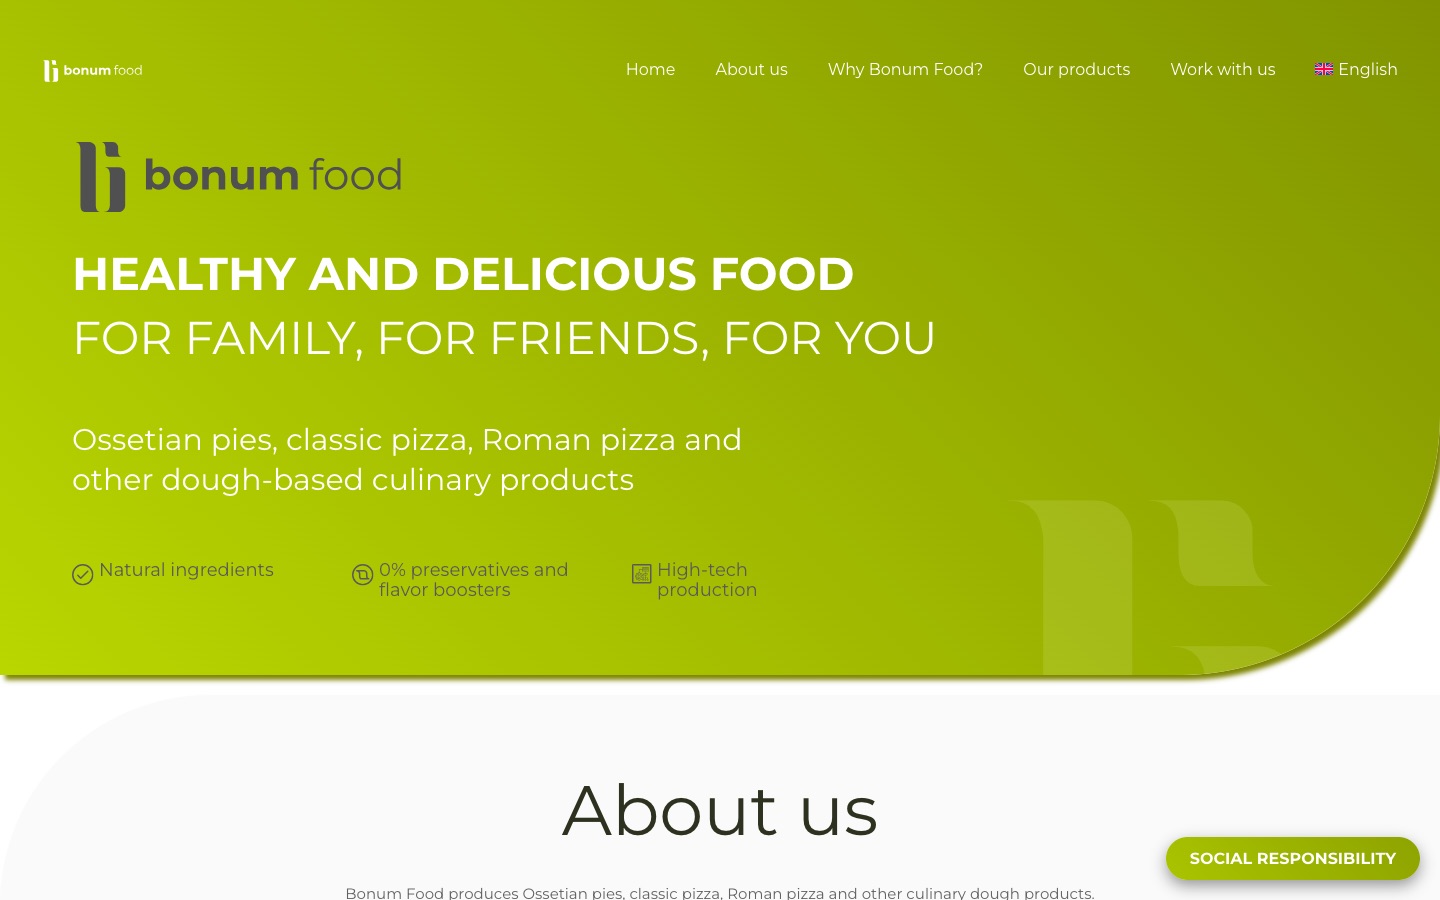 bonum food
Home
About us
Why Bonum Food?
Our products
Work with us
English
bonum food
HEALTHY AND DELICIOUS FOOD
FOR FAMILY, FOR FRIENDS, FOR YOU
Ossetian pies, classic pizza, Roman pizza and
other dough-based culinary products
Natural ingredients
0% preservatives and
flavor boosters
High-tech
production
About us
SOCIAL RESPONSIBILITY
Bonum Food produces Ossetian pies, classic pizza, Roman pizza and other culinary dough products.